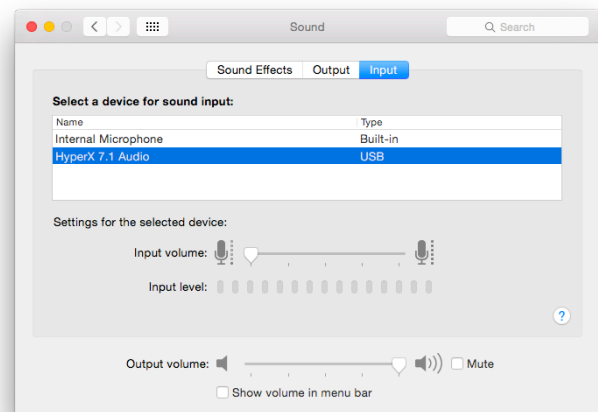 Sound
Search
Sound Effects Output Input
Select a device for sound input:
Name Type
Internal Microphone Built-in
HyperX 7.1 Audio USB
Settings for the selected device:
Input volume:
Input level:
?
Output volume: Mute
Show volume in menu bar